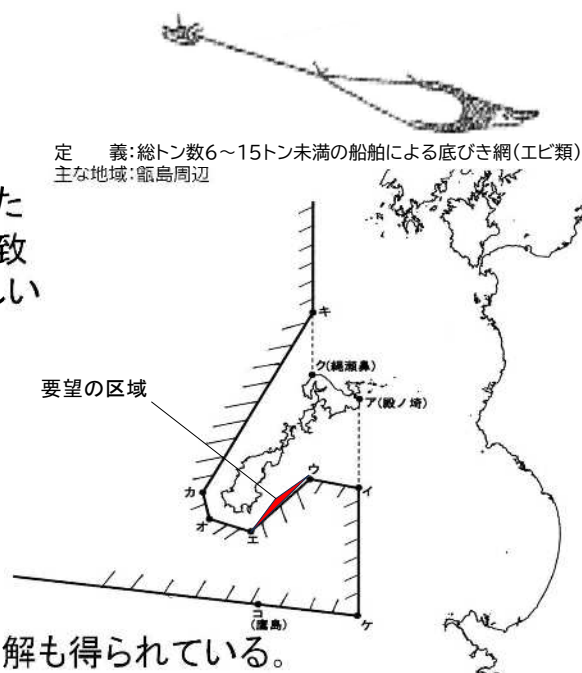 定　義:総トン数6～15トン未満の船舶による底びき網(エビ類)
主な地域:甑島周辺
た
致
しい
キ
ク(縄瀬鼻)
ア(殿ノ埼)
要望の区域
ウ
イ
カ
オ
エ
コ
(鷹島)
ケ
解も得られている。